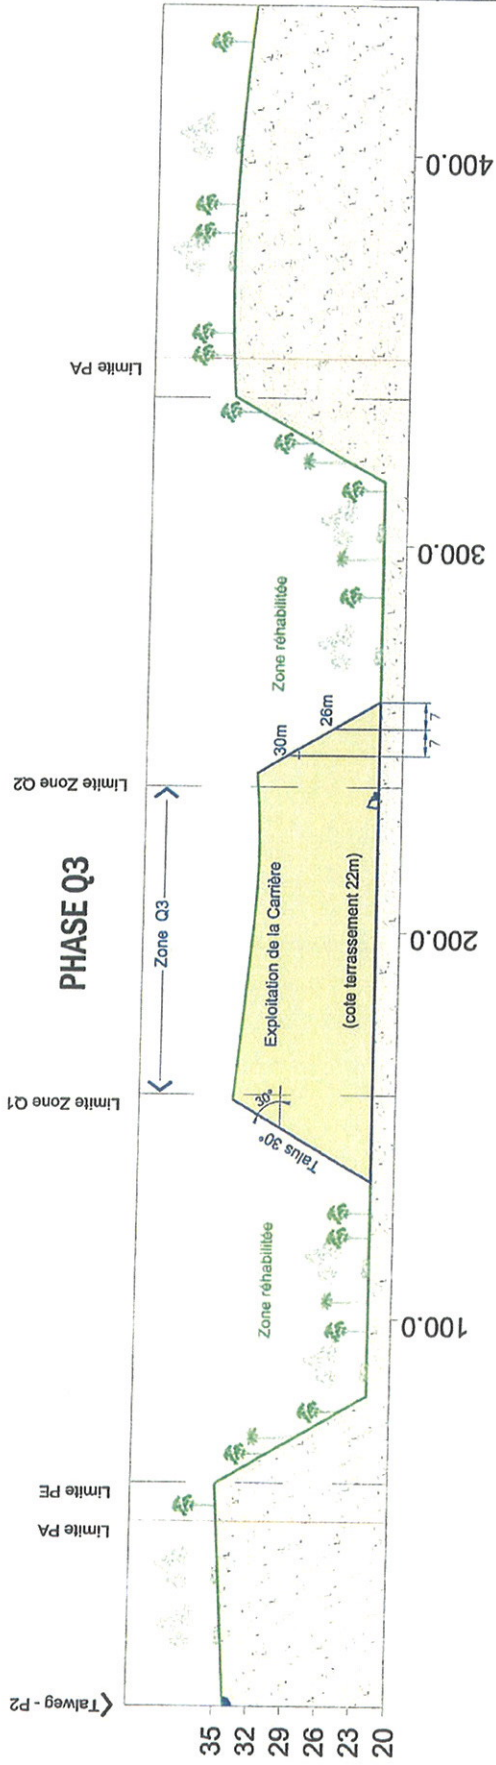 PHASE Q3
Talweg - P2
Limite PA
Limite PE
Limite Zone Q1
Zone Q3
Limite Zone Q2
Limite PA
Zone réhabilitée
Talus 30°
30°
Exploitation de la Carrière
(cote terrassement 22m)
30m
26m
Zone réhabilitée
7
7
35
32
29
26
23
20
100.0
200.0
300.0
400.0